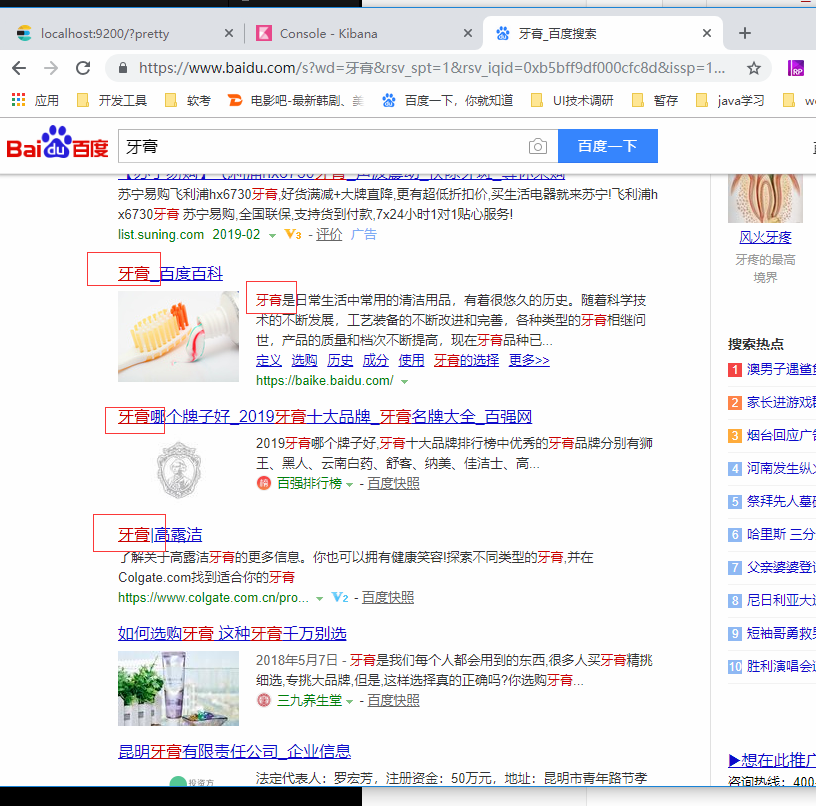 localhost:9200/?pretty
Console - Kibana
牙膏_百度搜索
https://www.baidu.com/s?wd=牙膏&rsv_spt=1&rsv_iqid=0xb5bff9df000cfc8d&issp=1...
应用
开发工具
软考
电影吧-最新韩剧、
百度一下，你就知道
UI技术调研
暂存
java学习
Bai du 百度
牙膏
百度一下
苏宁易购飞利浦hx6730牙膏,好货满减+大牌直降,更有超低折扣价,买生活电器就来苏宁!飞利浦h
x6730牙膏 苏宁易购,全国联保,支持货到付款,7x24小时1对1贴心服务!
list.suning.com 2019-02 V3 - 评价 广告
牙膏_百度百科
牙膏是日常生活中常用的清洁用品，有着很悠久的历史。随着科学技
术的不断发展，工艺装备的不断改进和完善，各种类型的牙膏相继问
世，产品的质量和档次不断提高，现在牙膏品种已...
定义 选购 历史 成分 使用 牙膏的选择 更多>>
https://baike.baidu.com/
牙膏哪个牌子好_2019牙膏十大品牌_牙膏名牌大全_百强网
2019牙膏哪个牌子好,牙膏十大品牌排行榜中优秀的牙膏品牌分别有狮
王、黑人、云南白药、舒客、纳美、佳洁士、高...
百强排行榜 - 百度快照
牙膏|高露洁
了解关于高露洁牙膏的更多信息。你也可以拥有健康笑容!探索不同类型的牙膏,并在
Colgate.com找到适合你的牙膏
https://www.colgate.com.cn/pro... V2 - 百度快照
如何选购牙膏 这种牙膏千万别选
2018年5月7日 - 牙膏是我们每个人都会用到的东西,很多人买牙膏精挑
细选,专挑大品牌,但是,这样选择真的正确吗?你选购牙膏...
三九养生堂 - 百度快照
昆明牙膏有限责任公司_企业信息
投资方
法定代表人：罗宏芳，注册资金：50万元，地址：昆明市青年路节孝
风火牙疼
牙疼的最高
境界
搜索热点
1 澳男子遇鲨
2 家长进游戏
3 烟台回应广
4 河南发生纵
5 祭拜先人墓
6 哈里斯 三分
7 父亲婆婆登
8 尼日利亚大
9 短袖哥勇救
10 胜利演唱会
▶想在此推
咨询热线：400